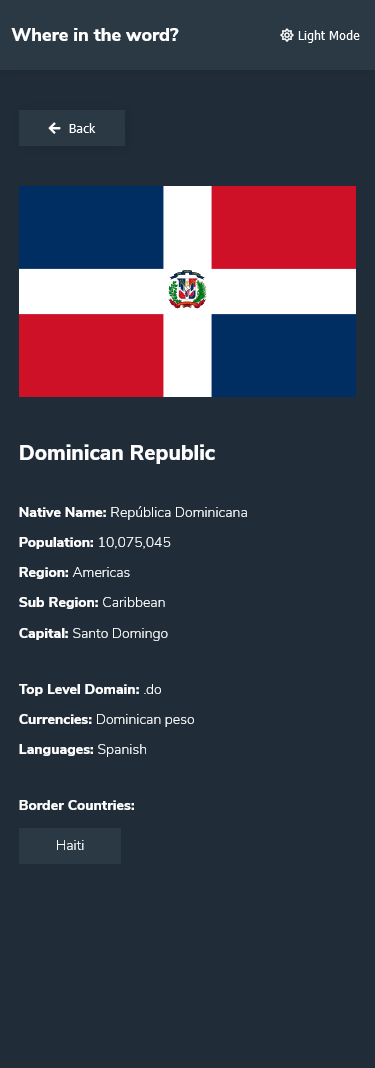 Where in the word?
Light Mode
Back
Dominican Republic
Native Name: República Dominicana
Population: 10,075,045
Region: Americas
Sub Region: Caribbean
Capital: Santo Domingo
Top Level Domain: .do
Currencies: Dominican peso
Languages: Spanish
Border Countries:
Haiti